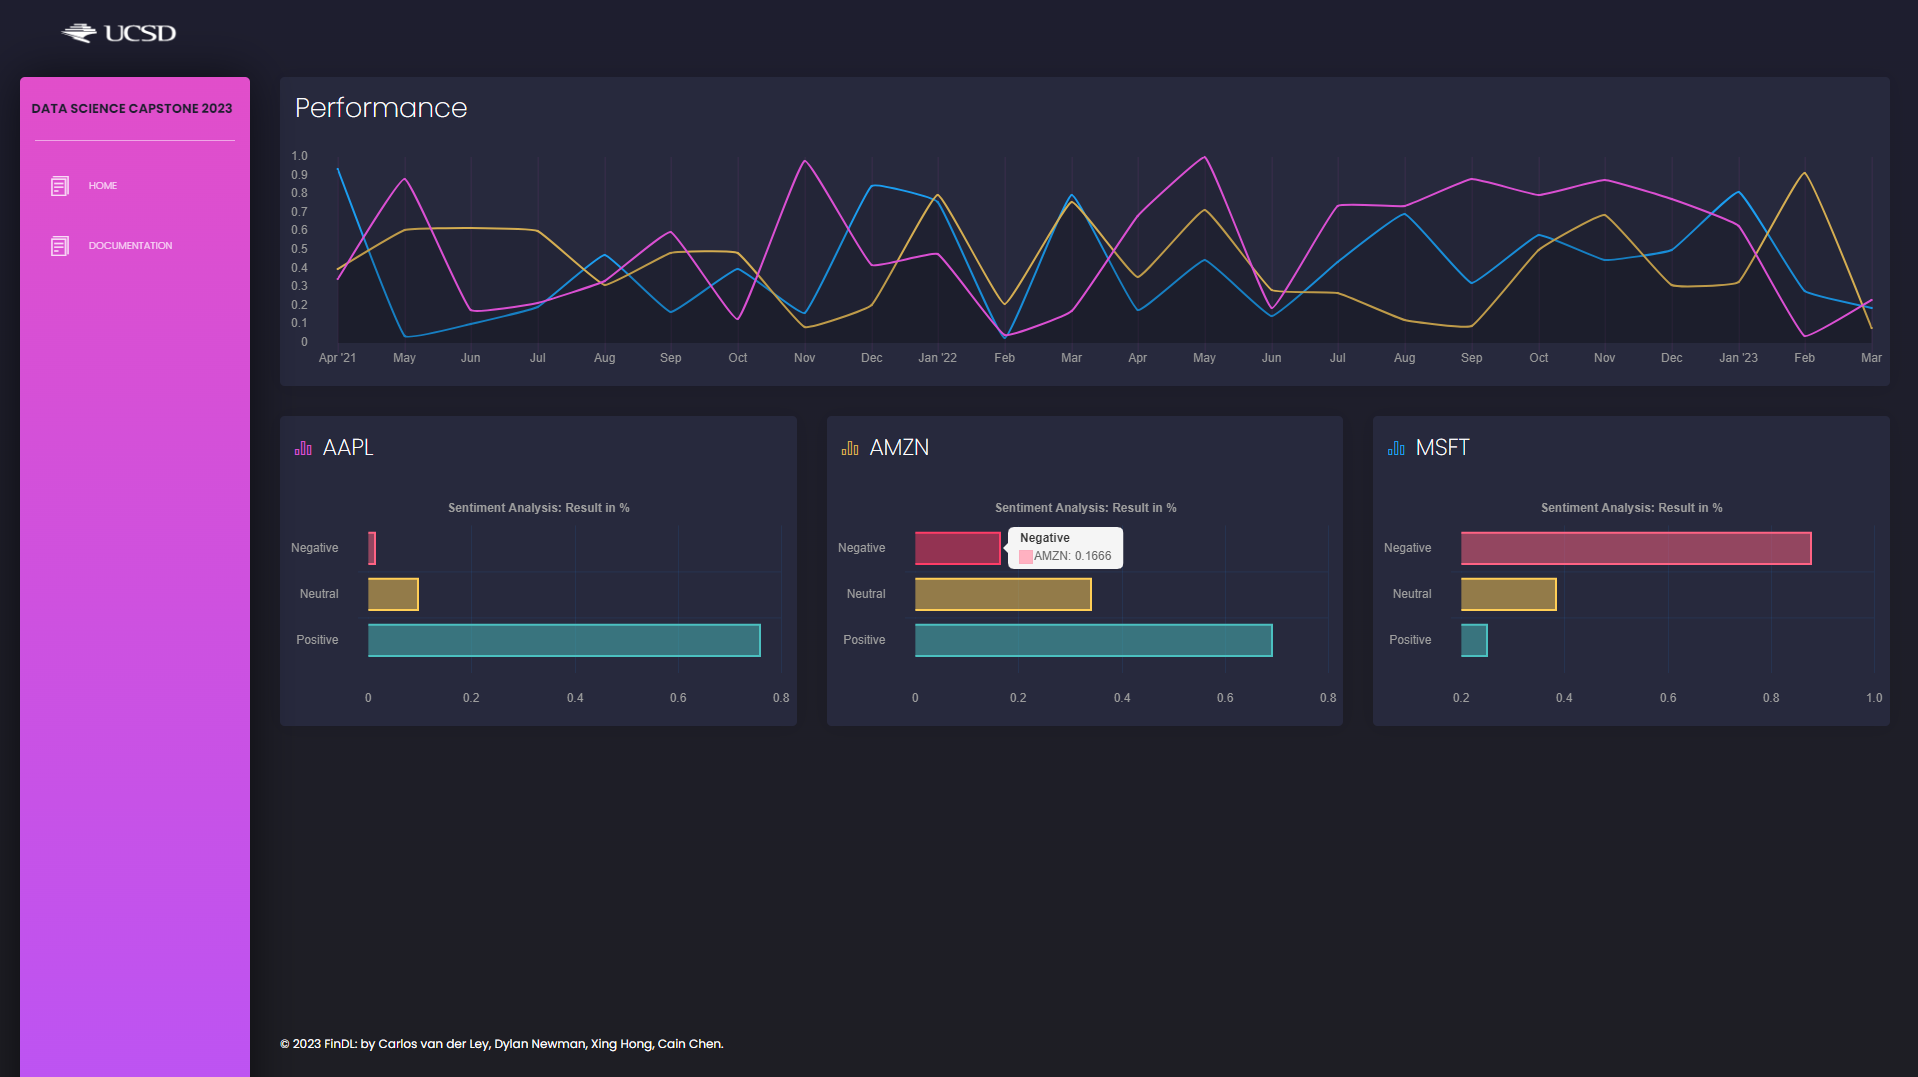 UCSD
DATA SCIENCE CAPSTONE 2023
HOME
DOCUMENTATION
Performance
1.0
0.9
0.8
0.7
0.6
0.5
0.4
0.3
0.2
0.1
0
Apr '21 May Jun Jul Aug Sep Oct Nov Dec Jan '22 Feb Mar Apr May Jun Jul Aug Sep Oct Nov Dec Jan '23 Feb Mar
AAPL
Sentiment Analysis: Result in %
Negative
Neutral
Positive
0 0.2 0.4 0.6 0.8
AMZN
Sentiment Analysis: Result in %
Negative
Negative
AMZN: 0.1666
Neutral
Positive
0 0.2 0.4 0.6 0.8
MSFT
Sentiment Analysis: Result in %
Negative
Neutral
Positive
0.2 0.4 0.6 0.8 1.0
© 2023 FinDL: by Carlos van der Ley, Dylan Newman, Xing Hong, Cain Chen.